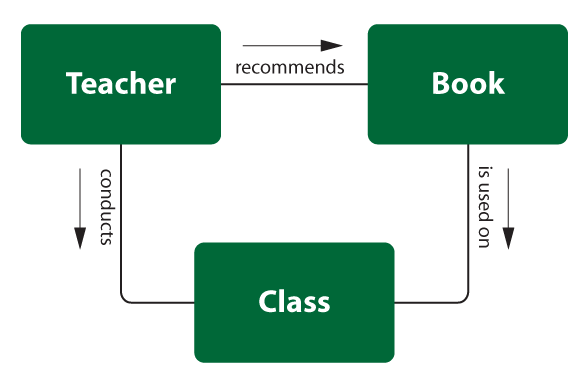 Teacher
recommends
Book
conducts
is used on
Class